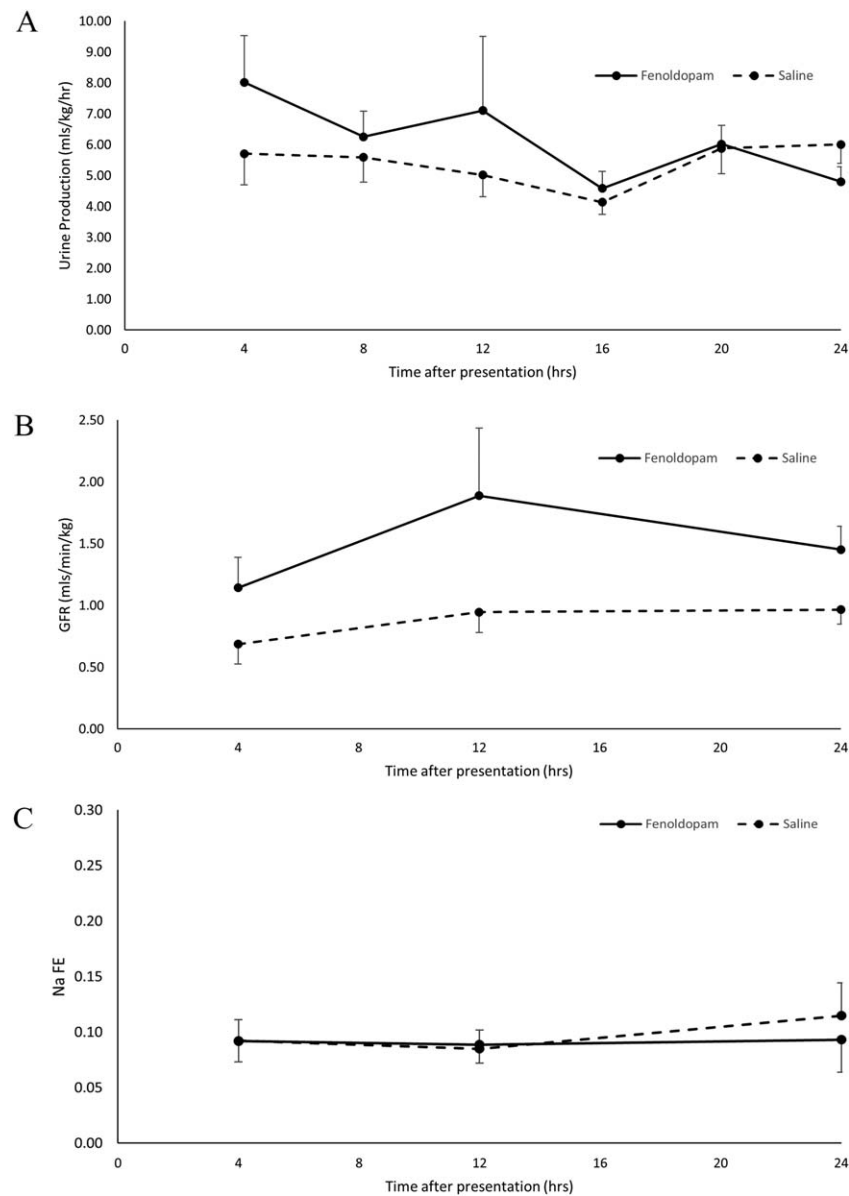 A
10.00
9.00
8.00
7.00
6.00
5.00
4.00
3.00
2.00
1.00
0.00
Urine Production (mls/kg/hr)
Fenoldopam Saline
0 4 8 12 16 20 24
Time after presentation (hrs)
B
2.50
2.00
1.50
1.00
0.50
0.00
GFR (mls/min/kg)
Fenoldopam Saline
0 4 8 12 16 20 24
Time after presentation (hrs)
C
0.30
0.25
0.20
0.15
0.10
0.05
0.00
Na FE
Fenoldopam Saline
0 4 8 12 16 20 24
Time after presentation (hrs)